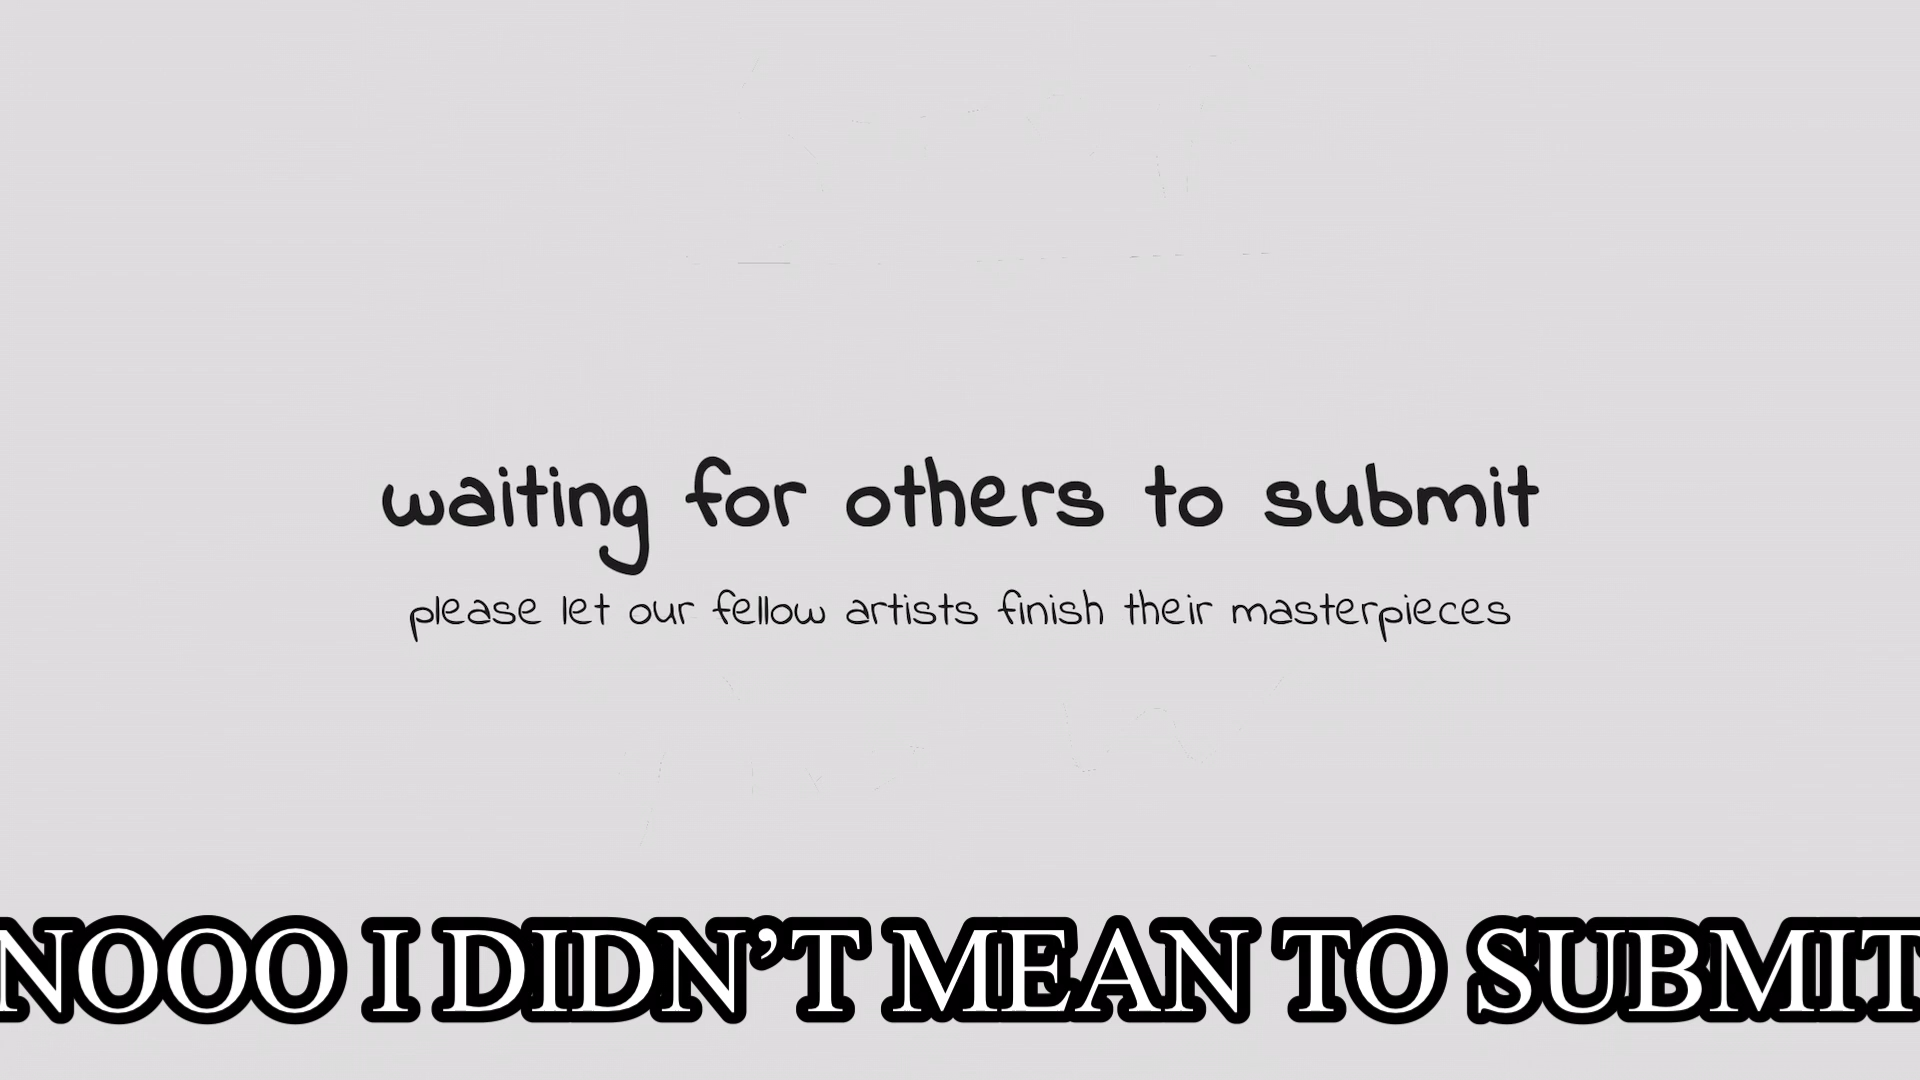 waiting for others to submit
please let our fellow artists finish their masterpieces
NOOO I DIDN’T MEAN TO SUBMIT